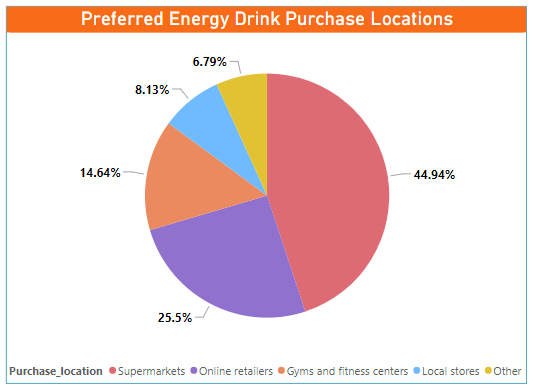 Preferred Energy Drink Purchase Locations
6.79%
8.13%
14.64%
44.94%
25.5%
Purchase_location Supermarkets Online retailers Gyms and fitness centers Local stores Other